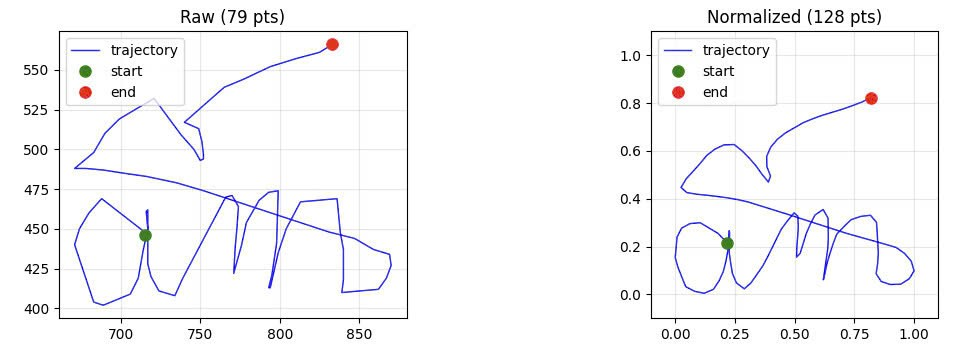 Raw (79 pts)
trajectory
start
end
550
525
500
475
450
425
400
700
750
800
850
Normalized (128 pts)
trajectory
start
end
1.0
0.8
0.6
0.4
0.2
0.0
0.00
0.25
0.50
0.75
1.00